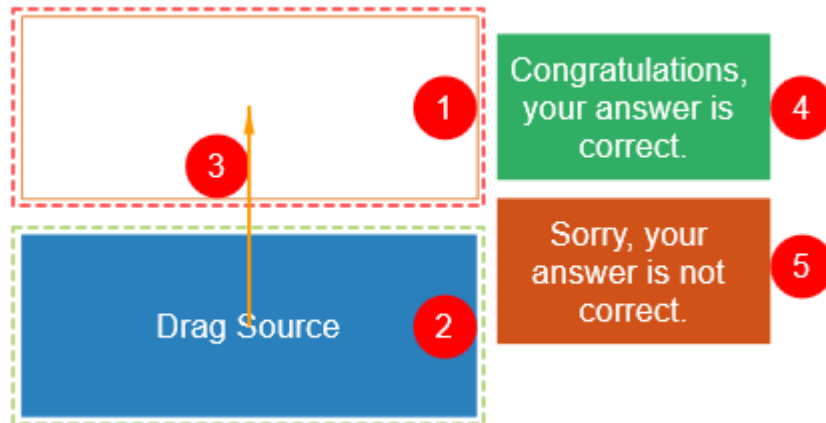 1
3
Drag Source
2
Congratulations,
your answer is
correct.
4
Sorry, your
answer is not
correct.
5